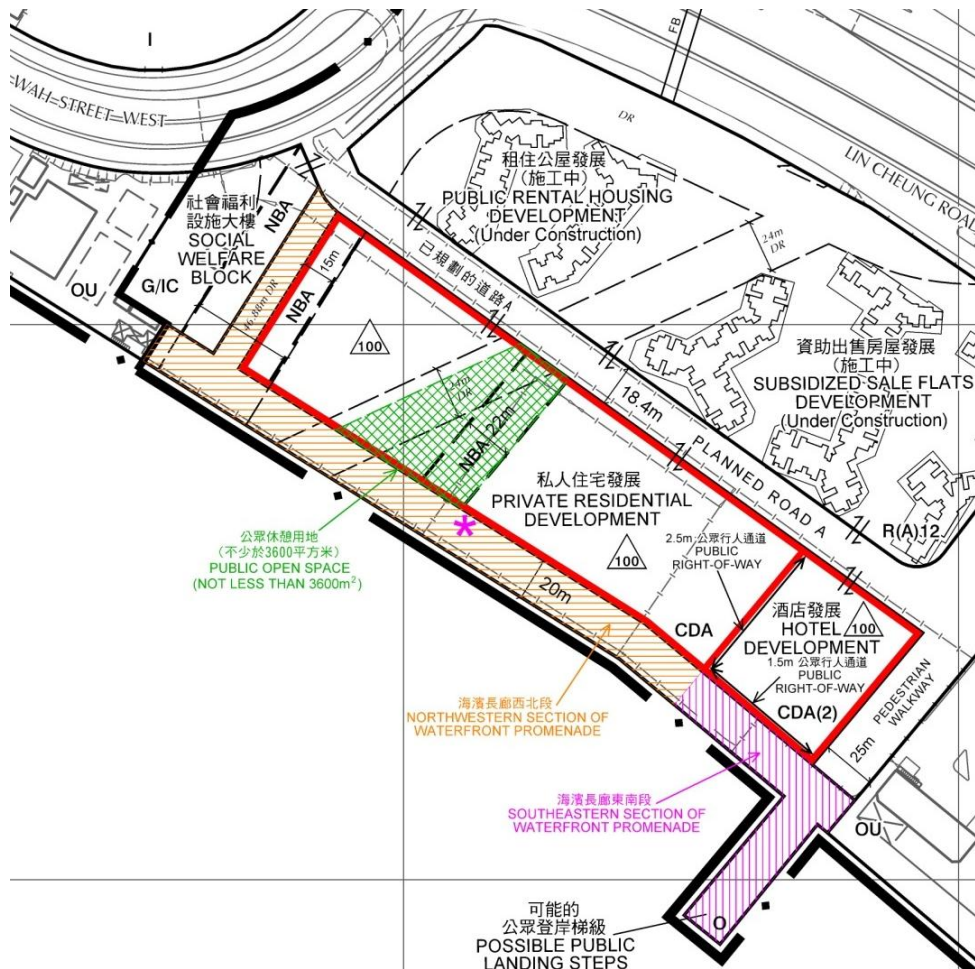 I
WAH STREET WEST
FB
DR
LIN CHEUNG ROAD
租住公屋發展
(施工中)
PUBLIC RENTAL HOUSING
DEVELOPMENT
(Under Construction)
24m
DR
社會福利
設施大樓
SOCIAL
WELFARE
BLOCK
NBA
G/IC
OU
已規劃的道路A
15m
NBA
100
資助出售房屋發展
(施工中)
SUBSIDIZED SALE FLATS
DEVELOPMENT
(Under Construction)
R(A)12
24m
DR
NBA 22m
18.4m
PLANNED ROAD A
私人住宅發展
PRIVATE RESIDENTIAL
DEVELOPMENT
100
2.5m 公眾行人通道
PUBLIC
RIGHT-OF-WAY
公眾休憩用地
(不少於3600平方米)
PUBLIC OPEN SPACE
(NOT LESS THAN 3600m²)
*
20m
CDA
酒店發展
HOTEL
DEVELOPMENT
100
1.5m 公眾行人通道
PUBLIC
RIGHT-OF-WAY
CDA(2)
PEDESTRIAN
WALKWAY
25m
海濱長廊西北段
NORTHWESTERN SECTION OF
WATERFRONT PROMENADE
海濱長廊東南段
SOUTHEASTERN SECTION OF
WATERFRONT PROMENADE
OU
O
可能的
公眾登岸梯級
POSSIBLE PUBLIC
LANDING STEPS